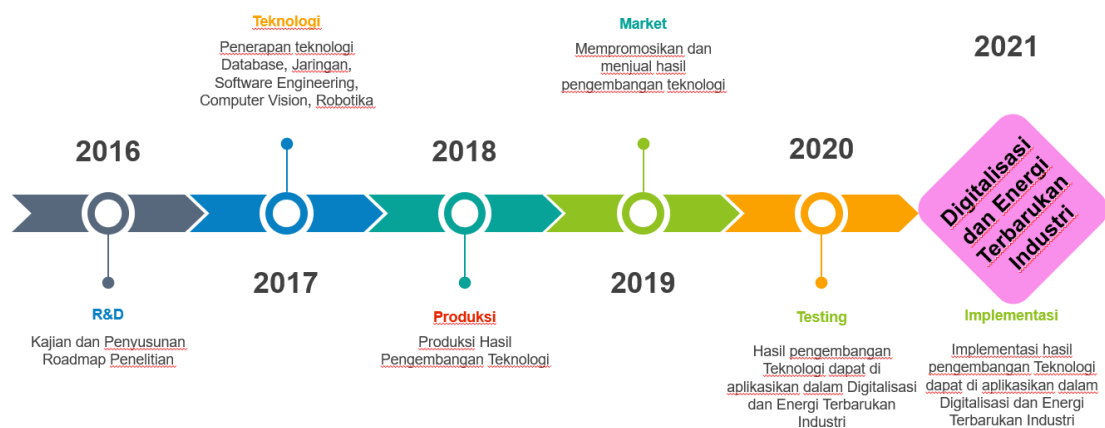 Teknologi
Penerapan teknologi
Database, Jaringan,
Software Engineering,
Computer Vision, Robotika
Market
Mempromosikan dan
menjual hasil
pengembangan teknologi
2021
2016
2018
2020
Digitalisasi
dan Energi
Terbarukan
Industri
2017
2019
R&D
Kajian dan Penyusunan
Roadmap Penelitian
Produksi
Produksi Hasil
Pengembangan Teknologi
Testing
Hasil pengembangan
Teknologi dapat di
aplikasikan dalam Digitalisasi
dan Energi Terbarukan
Industri
Implementasi
Implementasi hasil
pengembangan Teknologi
dapat di aplikasikan dalam
Digitalisasi dan Energi
Terbarukan Industri